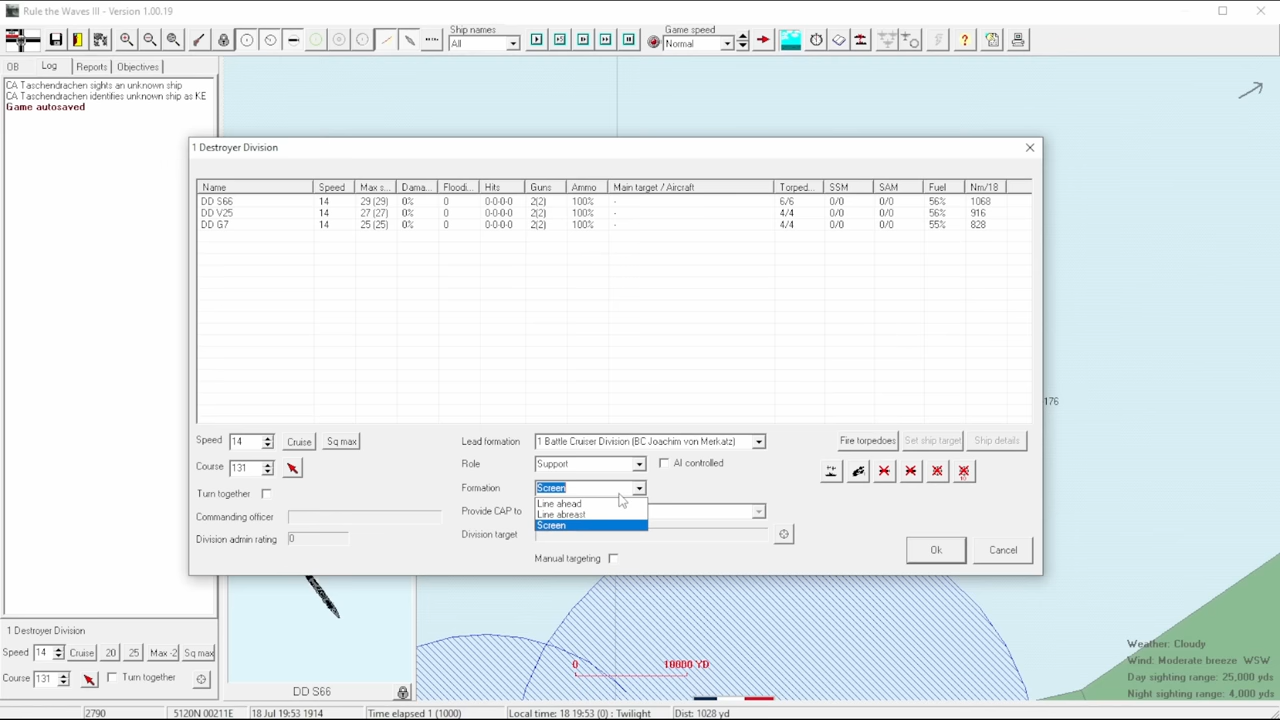 Rule the Waves III - Version 1.00.19
Ship names
All
Game speed
Normal
OB Log Reports Objectives
CA Taschendrachen sights an unknown ship
CA Taschendrachen identifies unknown ship as KE
Game autosaved
1 Destroyer Division
Name Speed Max s... Dama... Floodi... Hits Guns Ammo Main target / Aircraft Torped... SSM SAM Fuel Nm/18
DD S66 14 29 (29) 0% 0 0-0-0-0 2(2) 100% - 6/6 0/0 0/0 56% 1068
DD V25 14 27 (27) 0% 0 0-0-0-0 2(2) 100% - 4/4 0/0 0/0 56% 916
DD G7 14 25 (25) 0% 0 0-0-0-0 2(2) 100% - 4/4 0/0 0/0 55% 828
176
Speed 14 Cruise Sq max
Course 131
Turn together
Commanding officer
Division admin rating 0
Lead formation 1 Battle Cruiser Division (BC Joachim von Merkatz)
Role Support AI controlled
Formation Screen
Line ahead
Line abreast
Screen
Provide CAP to
Division target
Manual targeting
Fire torpedoes Set ship target Ship details
Ok Cancel
1 Destroyer Division
Speed 14 Cruise 20 25 Max -2 Sq max
Course 131 Turn together
DD S66
0 10000 YD
Weather: Cloudy
Wind: Moderate breeze WSW
Day sighting range: 25,000 yds
Night sighting range: 4,000 yds
2790 5120N 00211E 18 Jul 19:53 1914 Time elapsed 1 (1000) Local time: 18 19:53 (0) : Twilight Dist: 1028 yd